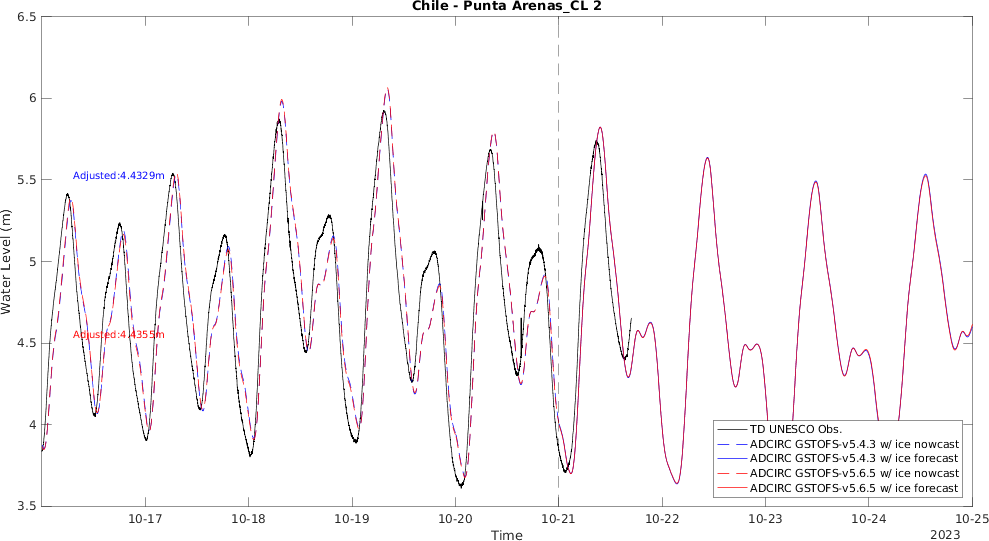 Chile - Punta Arenas_CL 2
6.5
6
5.5
5
4.5
4
3.5
Water Level (m)
Adjusted:4.4329m
Adjusted:4.4355m
TD UNESCO Obs.
ADCIRC GSTOFS-v5.4.3 w/ ice nowcast
ADCIRC GSTOFS-v5.4.3 w/ ice forecast
ADCIRC GSTOFS-v5.6.5 w/ ice nowcast
ADCIRC GSTOFS-v5.6.5 w/ ice forecast
10-17 10-18 10-19 10-20 10-21 10-22 10-23 10-24 10-25
Time
2023